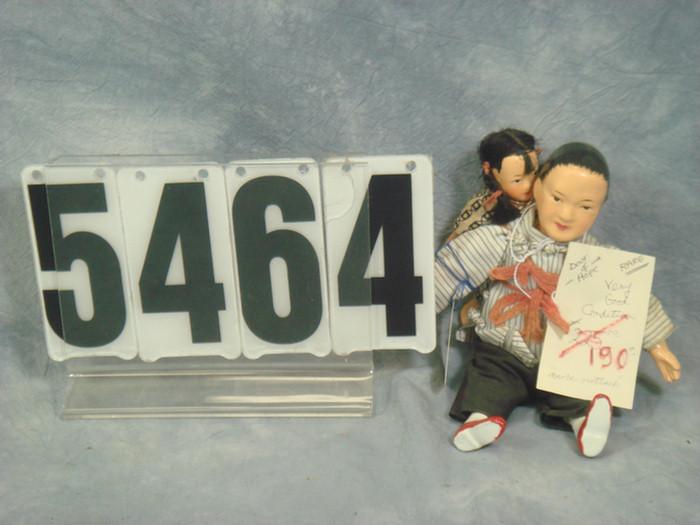 5464
Door
of
Hope
RARE
Very
Good
Condition
190